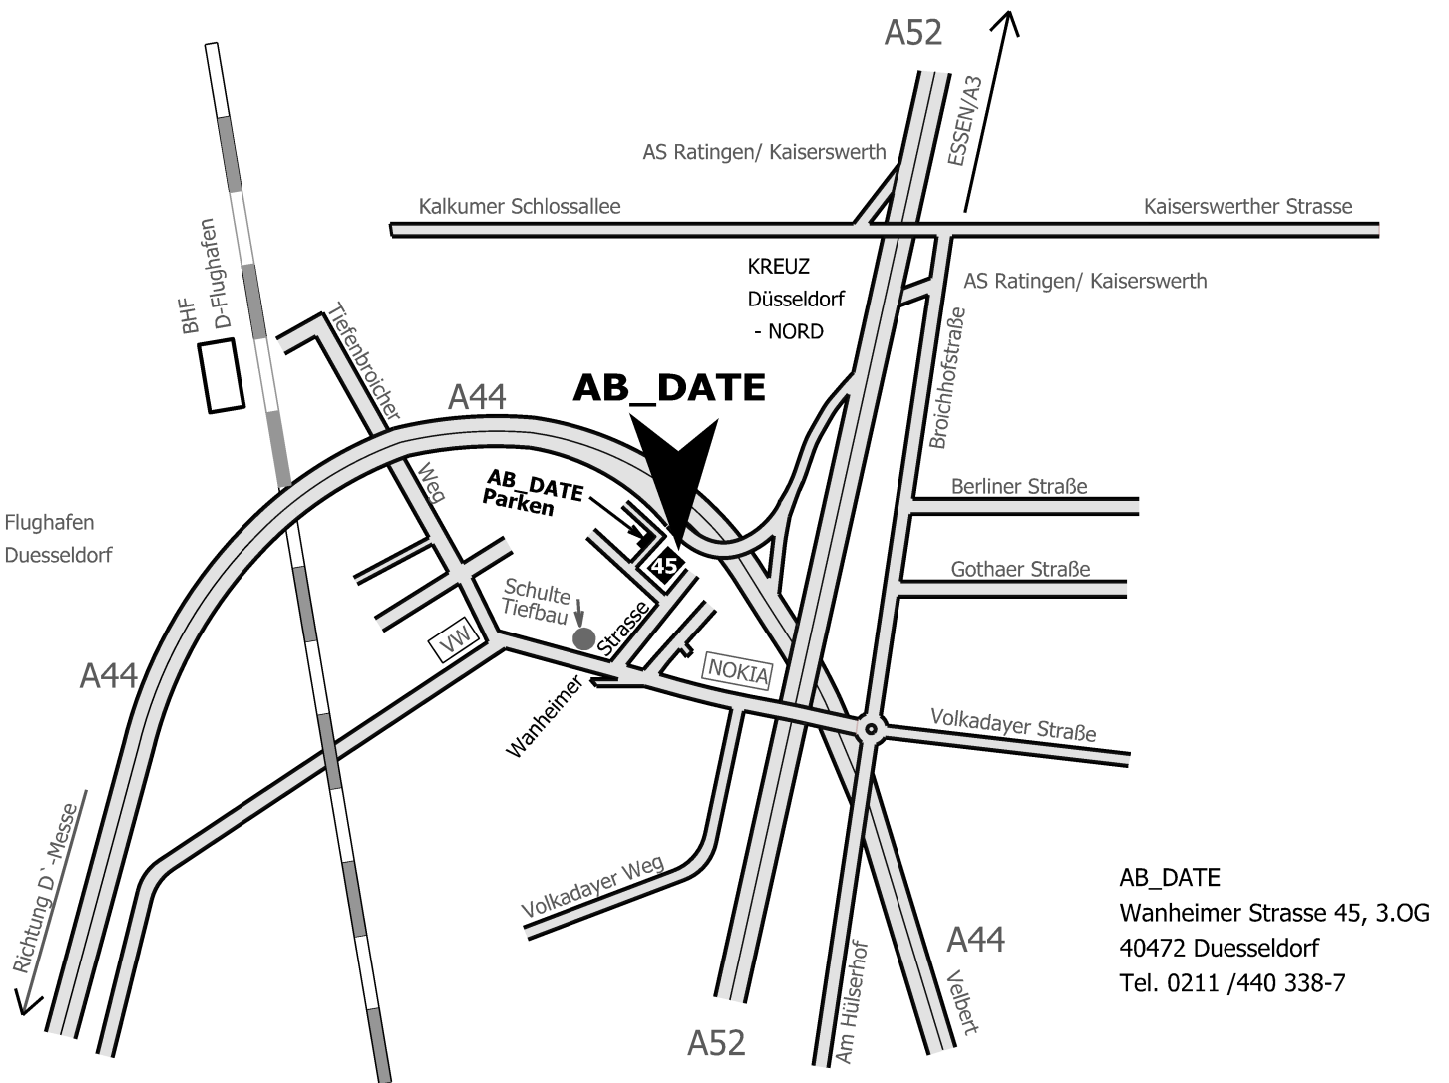 A52
ESSEN/A3
AS Ratingen/ Kaiserswerth
Kalkumer Schlossallee
Kaiserswerther Strasse
BHF
D-Flughafen
KREUZ
Düsseldorf
- NORD
AS Ratingen/ Kaiserswerth
Tiefenbroicher
Weg
A44
AB_DATE
Broichhofstraße
AB_DATE
Parken
Berliner Straße
Flughafen
Duesseldorf
45
Gothaer Straße
Schulte
Tiefbau
VW
Wanheimer Strasse
NOKIA
A44
Volkadayer Straße
Richtung D`-Messe
Volkadayer Weg
AB_DATE
Wanheimer Strasse 45, 3.OG
40472 Duesseldorf
Tel. 0211 /440 338-7
A44
Velbert
Am Hülserhof
A52